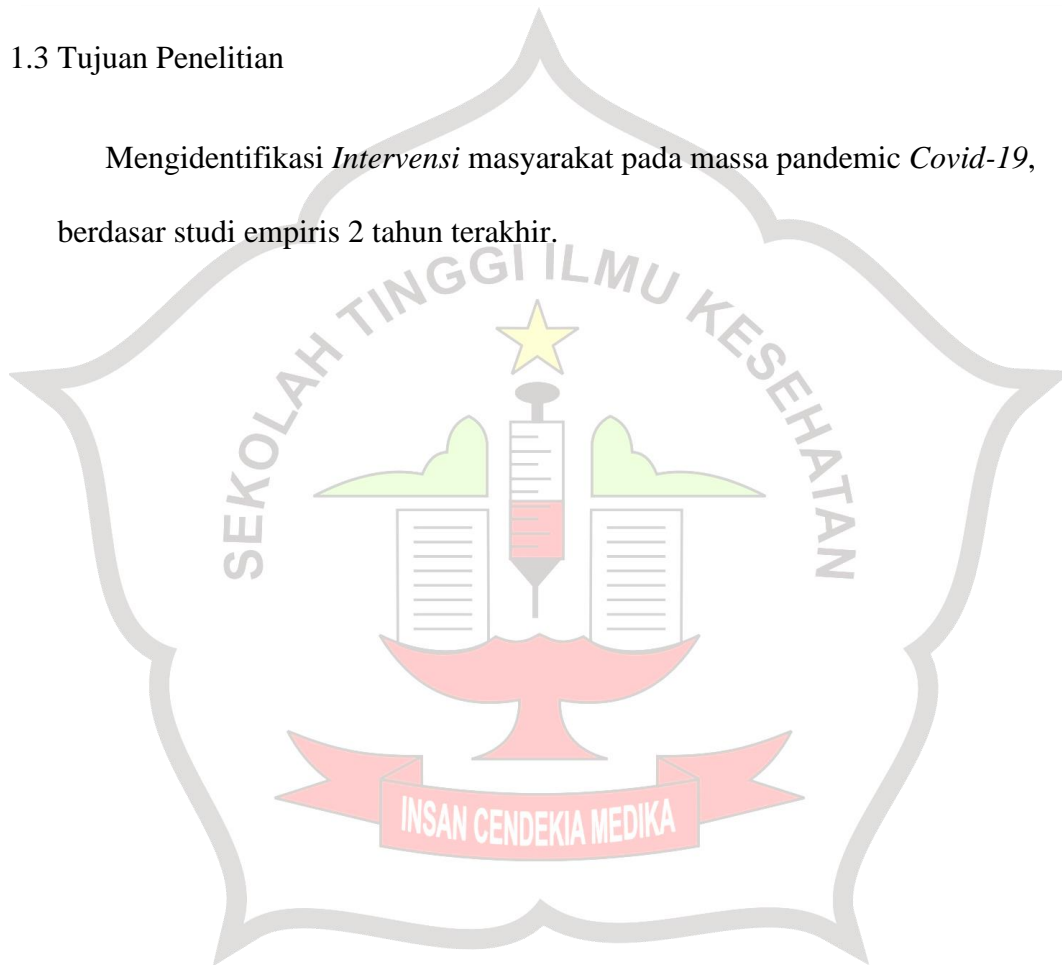 1.3 Tujuan Penelitian
Mengidentifikasi Intervensi masyarakat pada massa pandemic Covid-19,
berdasar studi empiris 2 tahun terakhir.
SEKOLAH TINGGI ILMU KESEHATAN
INSAN CENDEKIA MEDIKA